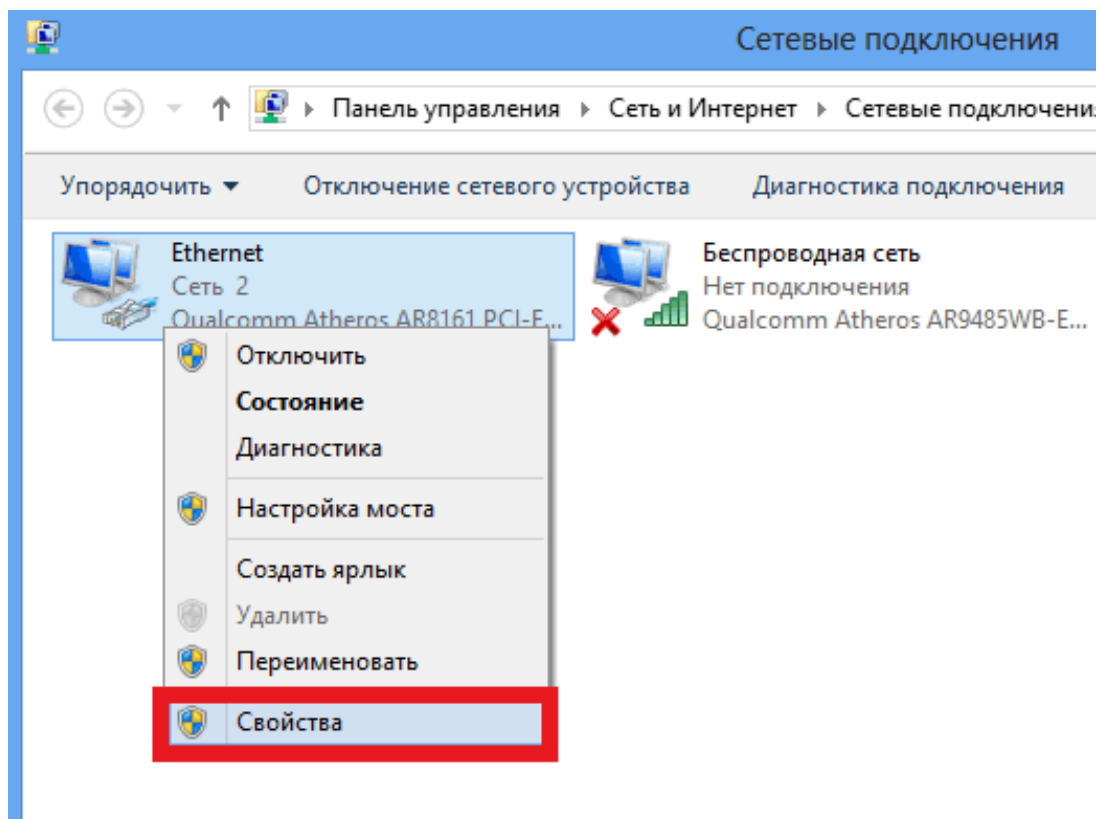 Сетевые подключения
Панель управления Сеть и Интернет Сетевые подключения
Упорядочить Отключение сетевого устройства Диагностика подключения
Ethernet
Сеть 2
Qualcomm Atheros AR8161 PCI-E...
Беспроводная сеть
Нет подключения
Qualcomm Atheros AR9485WB-E...
Отключить
Состояние
Диагностика
Настройка моста
Создать ярлык
Удалить
Переименовать
Свойства